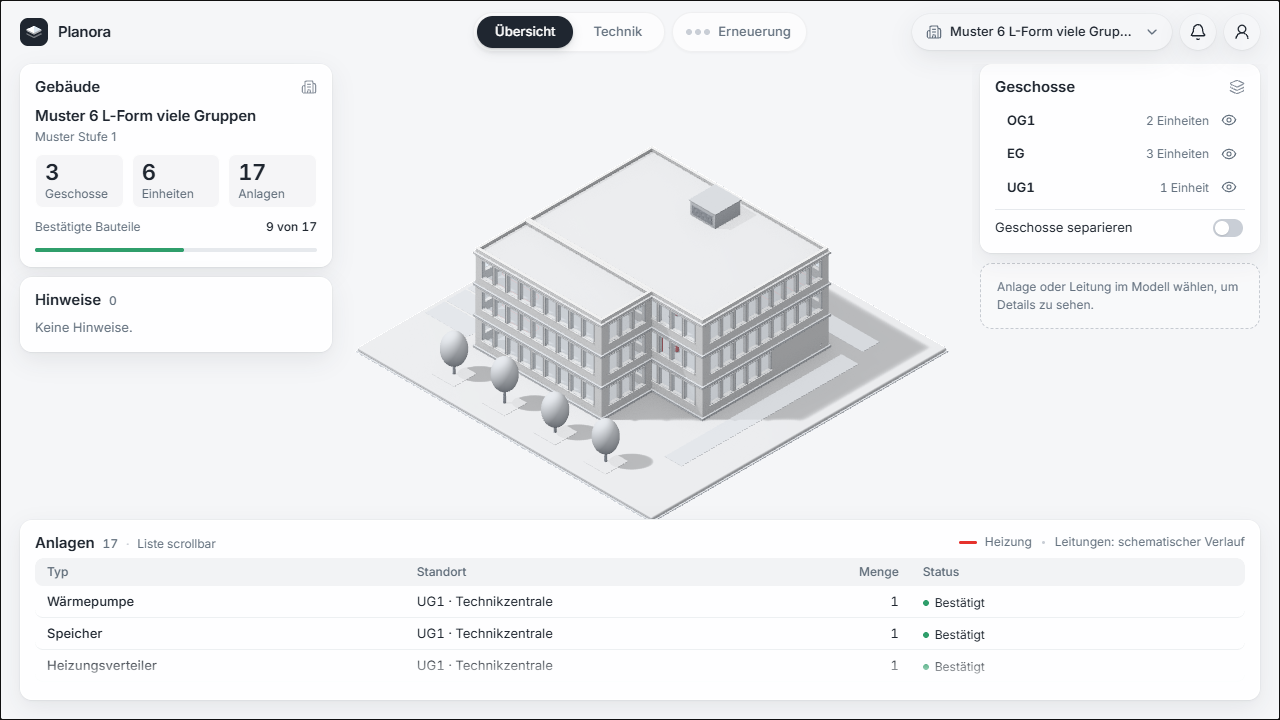 Planora
Übersicht
Technik
Erneuerung
Muster 6 L-Form viele Grup...
Gebäude
Muster 6 L-Form viele Gruppen
Muster Stufe 1
3
Geschosse
6
Einheiten
17
Anlagen
Bestätigte Bauteile
9 von 17
Hinweise 0
Keine Hinweise.
Geschosse
OG1 2 Einheiten
EG 3 Einheiten
UG1 1 Einheit
Geschosse separieren
Anlage oder Leitung im Modell wählen, um
Details zu sehen.
Anlagen 17 · Liste scrollbar
Heizung · Leitungen: schematischer Verlauf
Typ Standort Menge Status
Wärmepumpe UG1 · Technikzentrale 1 Bestätigt
Speicher UG1 · Technikzentrale 1 Bestätigt
Heizungsverteiler UG1 · Technikzentrale 1 Bestätigt